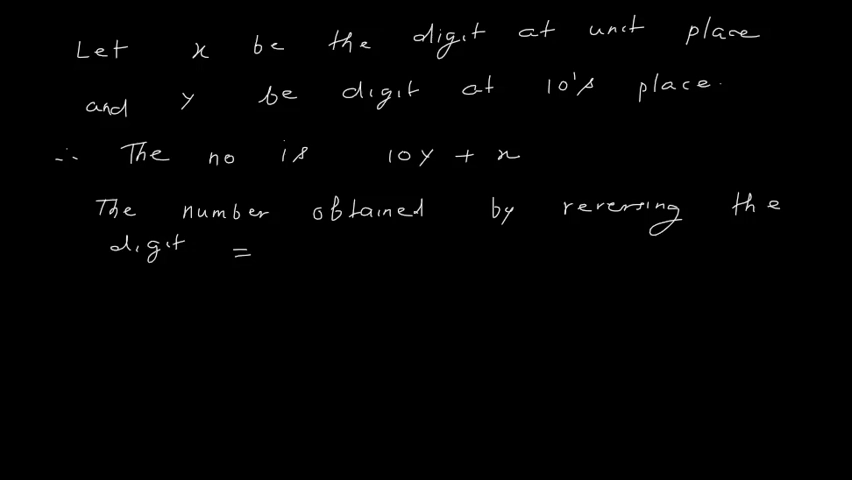 Let x be the digit at unit place
and y be digit at 10's place.
∴ The no is 10y + x
The number obtained by reversing the
digit =